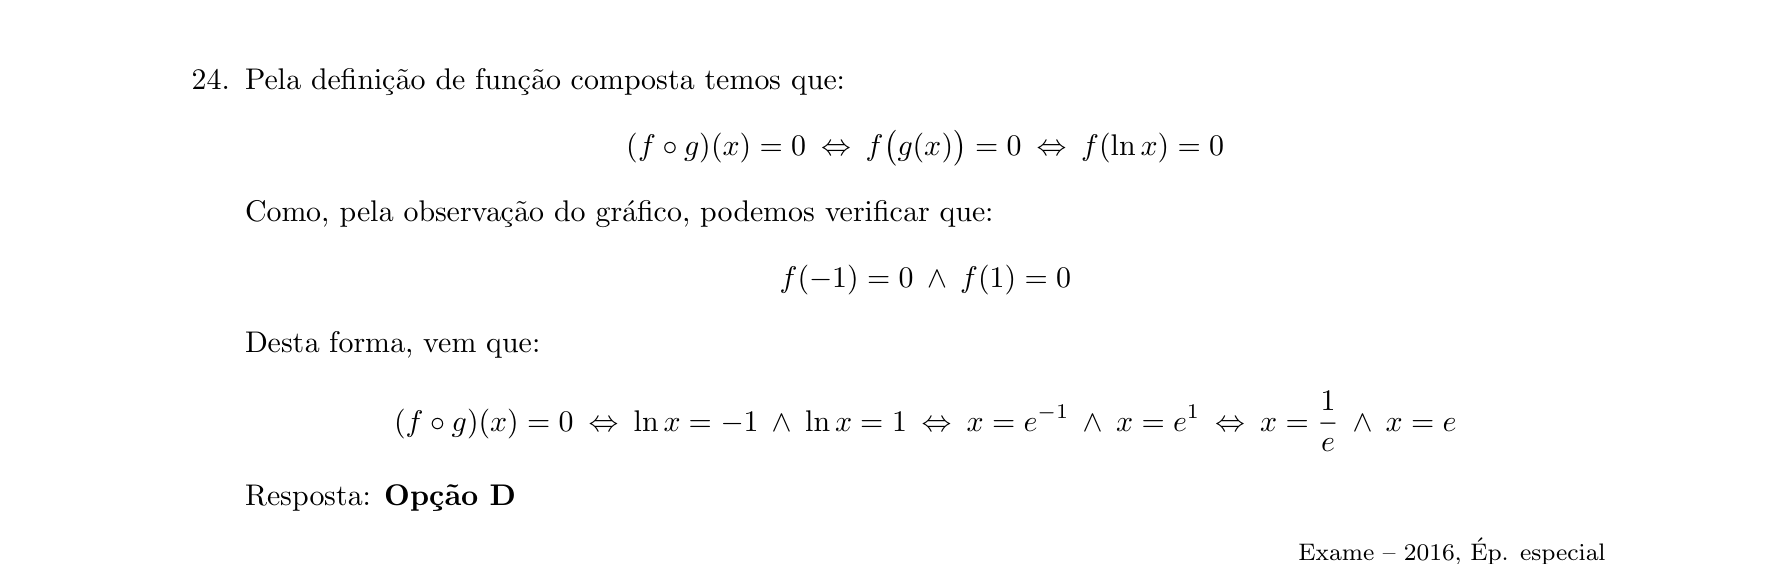 24. Pela definição de função composta temos que:
(f ∘ g)(x) = 0 ⇔ f(g(x)) = 0 ⇔ f(ln x) = 0
Como, pela observação do gráfico, podemos verificar que:
f(−1) = 0 ∧ f(1) = 0
Desta forma, vem que:
(f ∘ g)(x) = 0 ⇔ ln x = −1 ∧ ln x = 1 ⇔ x = e⁻¹ ∧ x = e¹ ⇔ x = 1/e ∧ x = e
Resposta: Opção D
Exame – 2016, Ép. especial